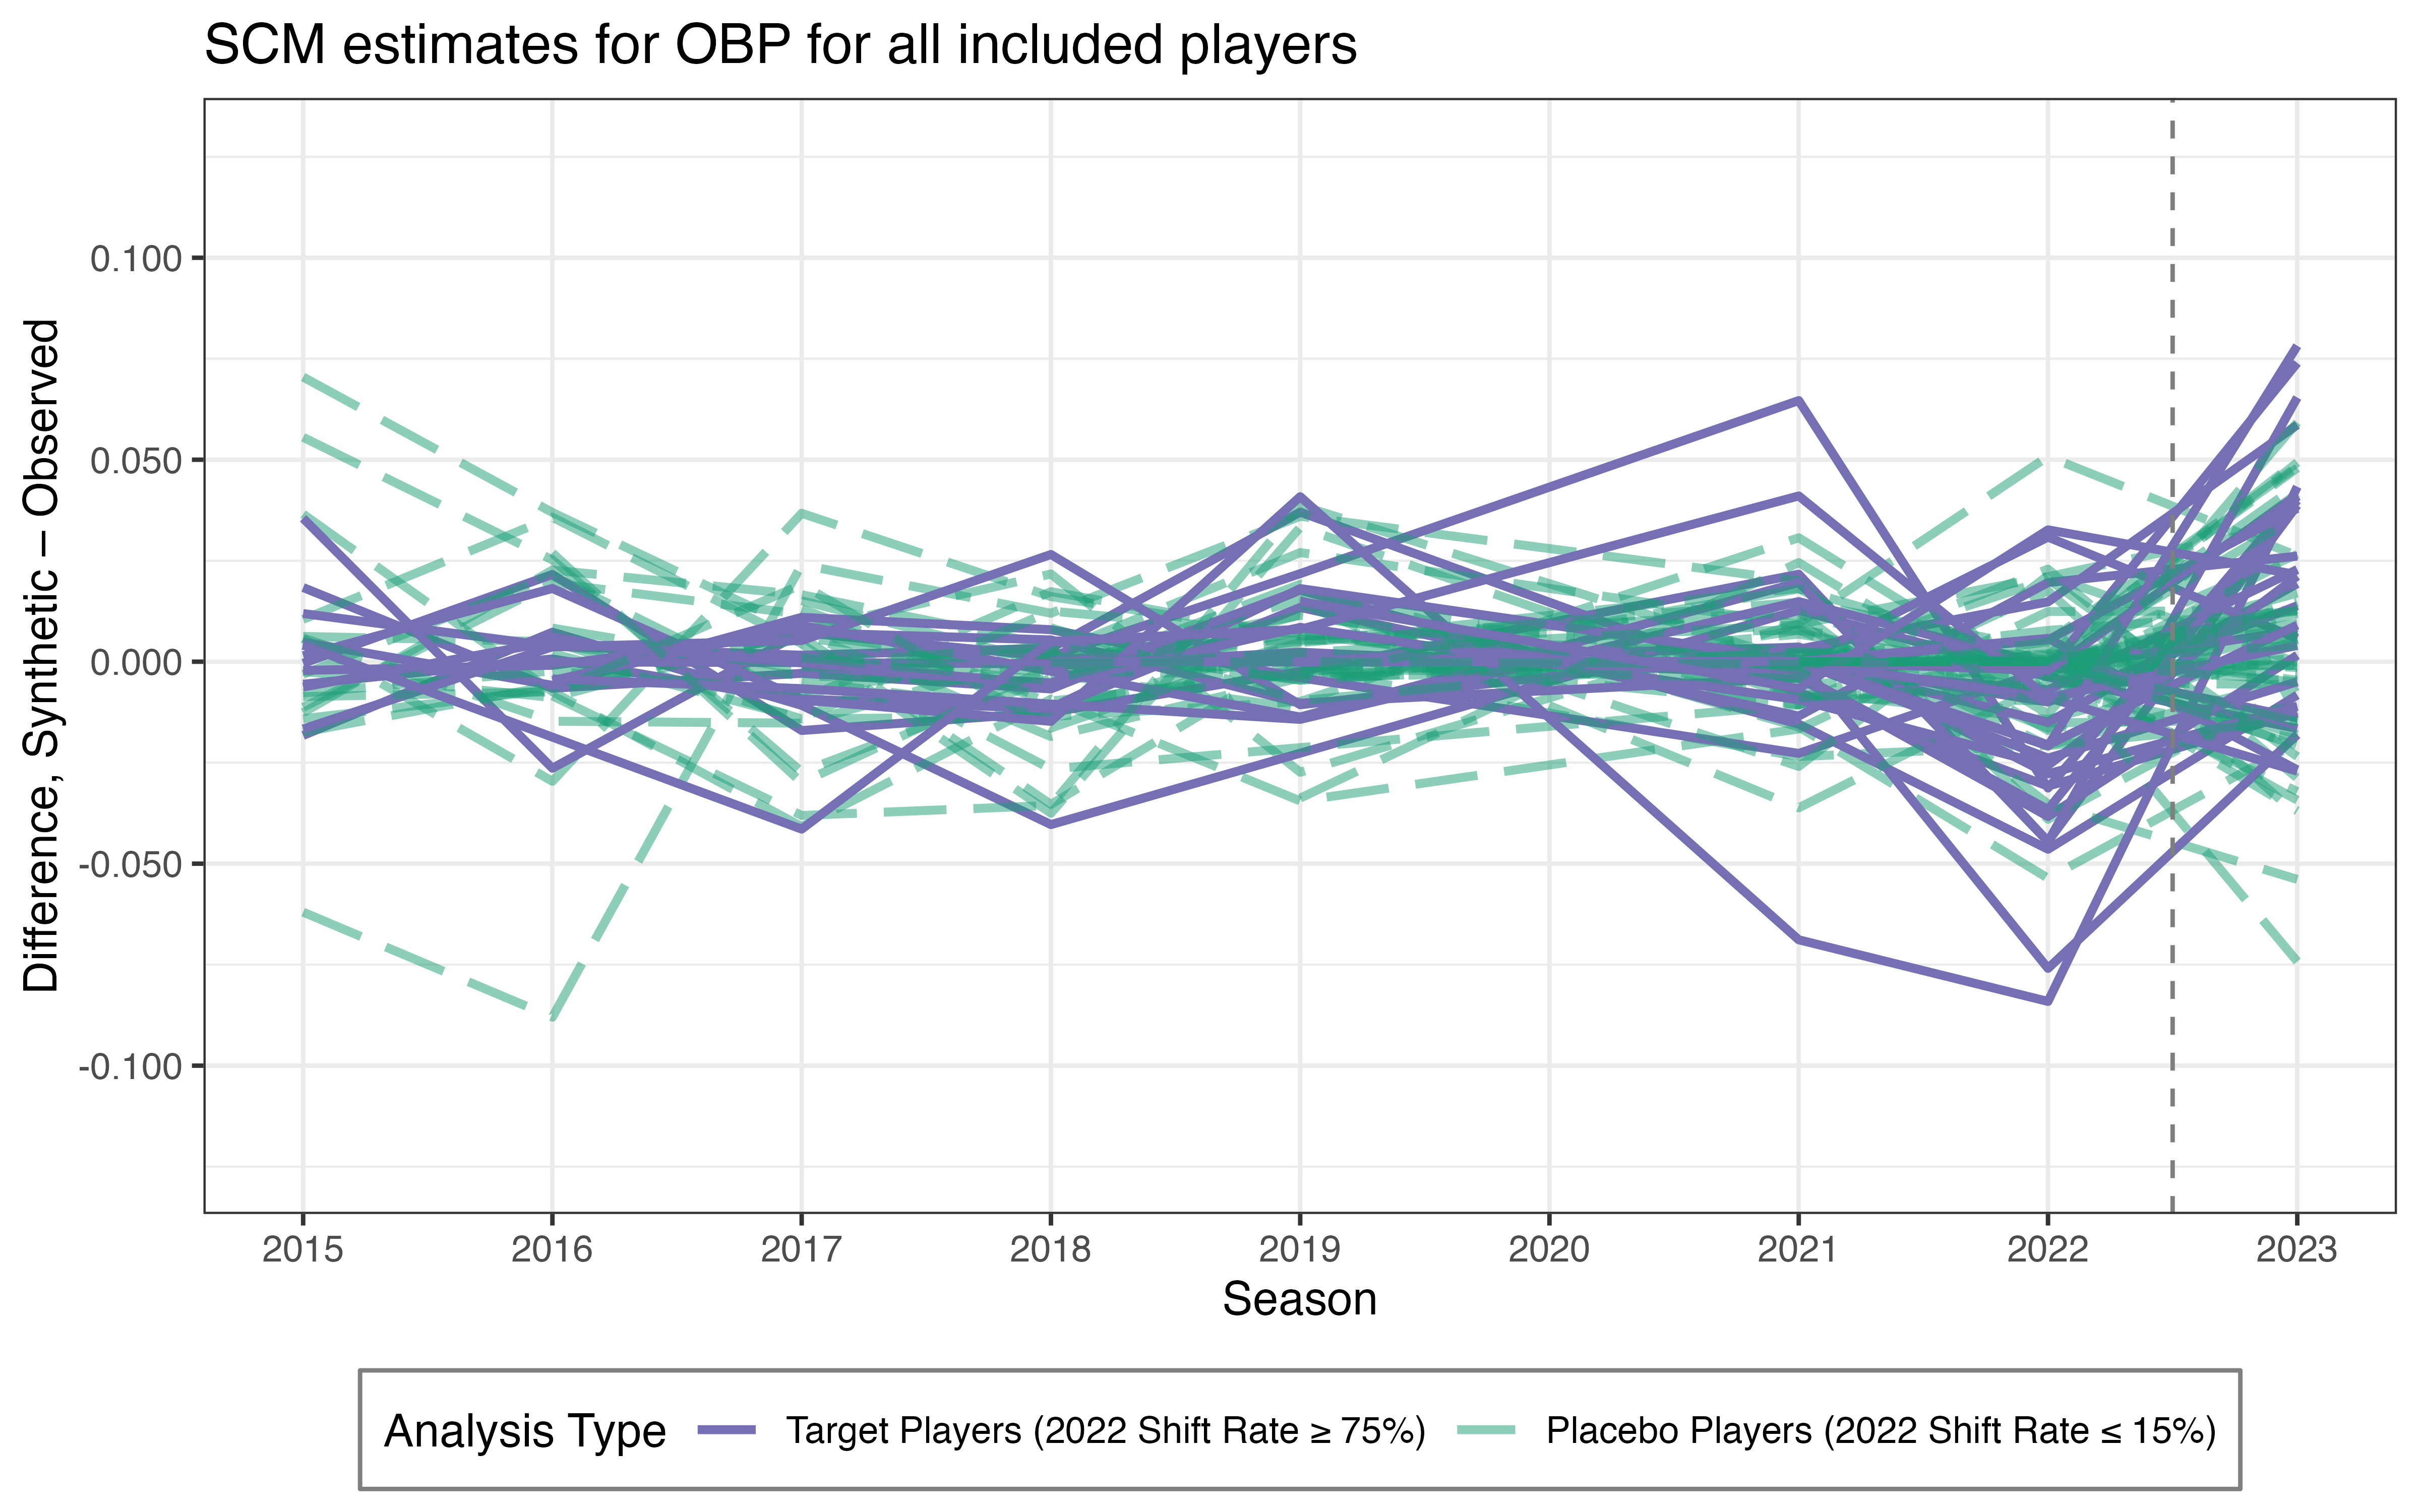 SCM estimates for OBP for all included players
Difference, Synthetic – Observed
0.100
0.050
0.000
-0.050
-0.100
2015 2016 2017 2018 2019 2020 2021 2022 2023
Season
Analysis Type Target Players (2022 Shift Rate ≥ 75%) Placebo Players (2022 Shift Rate ≤ 15%)